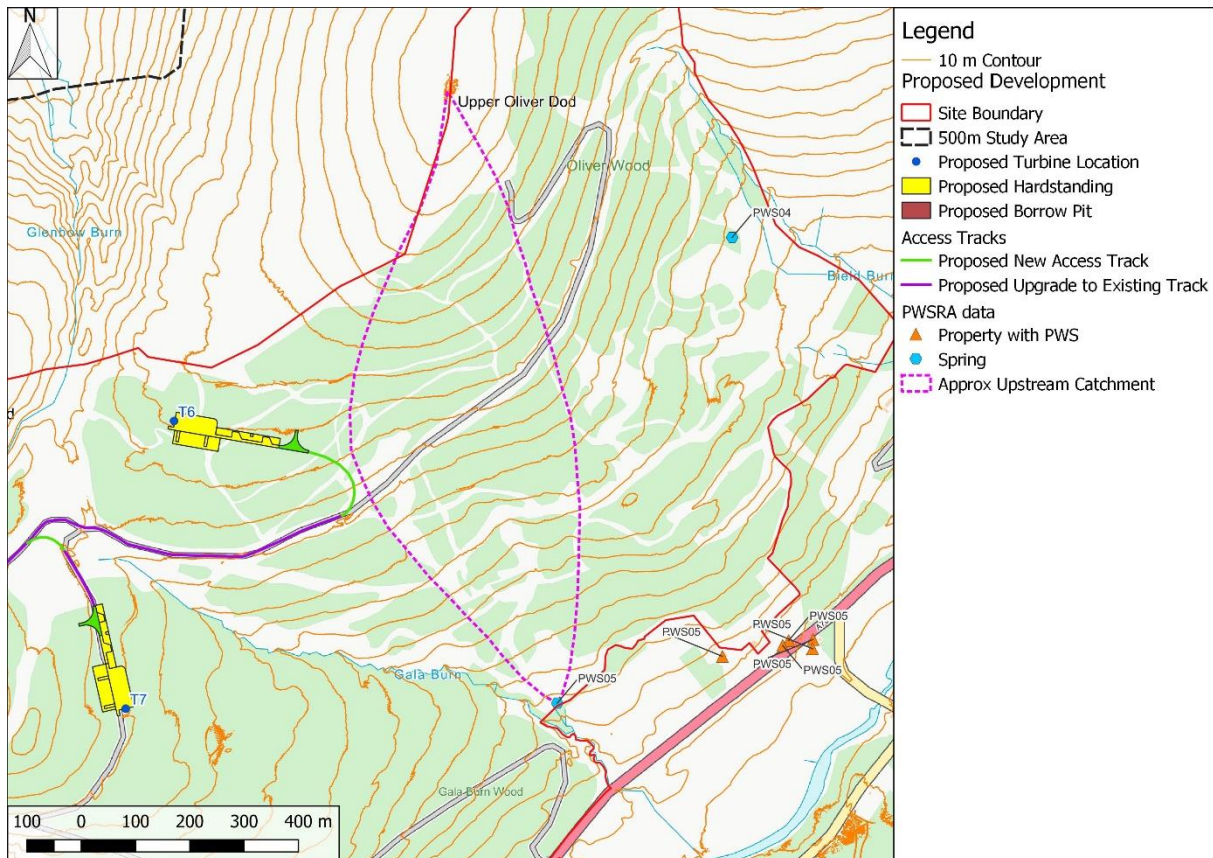 N
Upper Oliver Dod
Oliver Wood
PWS04
Glenbow Burn
Bield Burn
T6
PWS05
PWS05
PWS05
PWS05
PWS05
Gala Burn
PWS05
T7
Gala Burn Wood
100 0 100 200 300 400 m
Legend
10 m Contour
Proposed Development
Site Boundary
500m Study Area
Proposed Turbine Location
Proposed Hardstanding
Proposed Borrow Pit
Access Tracks
Proposed New Access Track
Proposed Upgrade to Existing Track
PWSRA data
Property with PWS
Spring
Approx Upstream Catchment